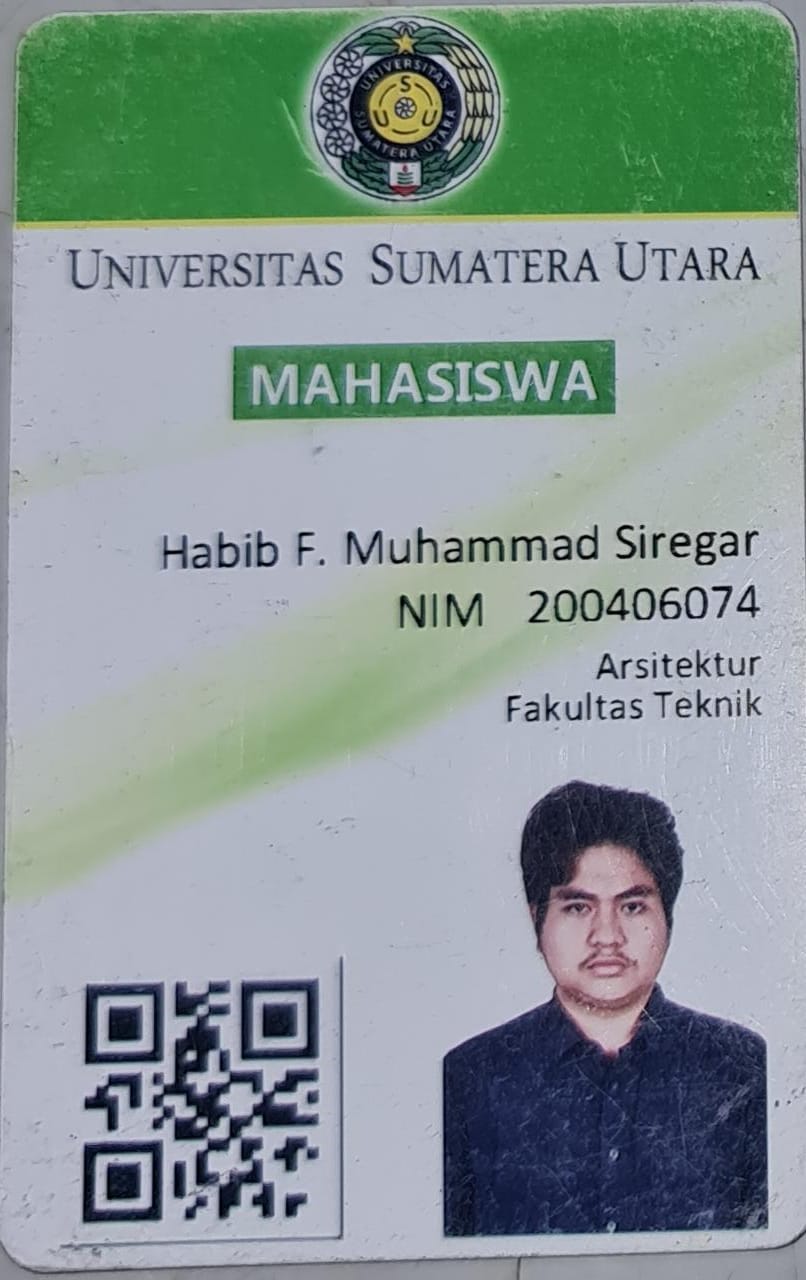 UNIVERSITAS
SUMATERA UTARA
S
U U
UNIVERSITAS SUMATERA UTARA
MAHASISWA
Habib F. Muhammad Siregar
NIM 200406074
Arsitektur
Fakultas Teknik